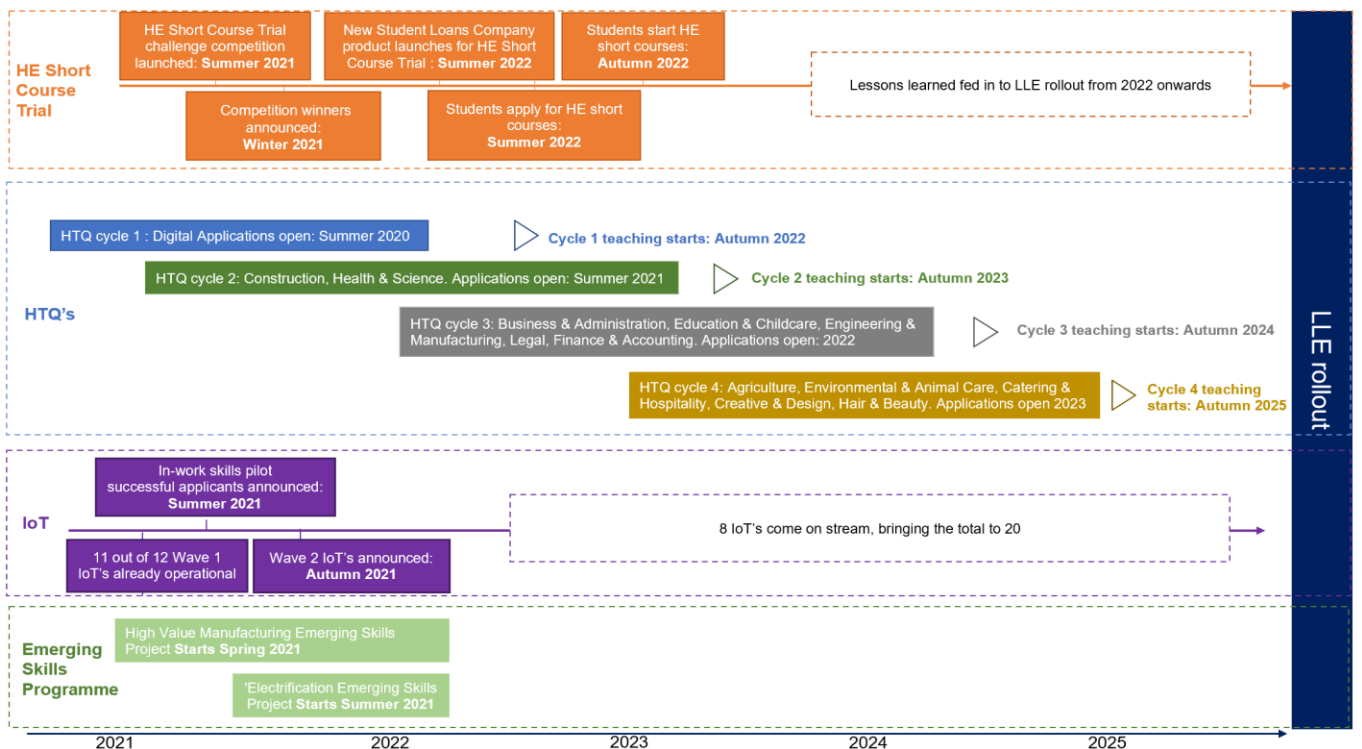 HE Short
Course
Trial
HE Short Course Trial
challenge competition
launched: Summer 2021
New Student Loans Company
product launches for HE Short
Course Trial : Summer 2022
Students start HE
short courses:
Autumn 2022
Competition winners
announced:
Winter 2021
Students apply for HE short
courses:
Summer 2022
Lessons learned fed in to LLE rollout from 2022 onwards
HTQ's
HTQ cycle 1 : Digital Applications open: Summer 2020
Cycle 1 teaching starts: Autumn 2022
HTQ cycle 2: Construction, Health & Science. Applications open: Summer 2021
Cycle 2 teaching starts: Autumn 2023
HTQ cycle 3: Business & Administration, Education & Childcare, Engineering &
Manufacturing, Legal, Finance & Accounting. Applications open: 2022
Cycle 3 teaching starts: Autumn 2024
HTQ cycle 4: Agriculture, Environmental & Animal Care, Catering &
Hospitality, Creative & Design, Hair & Beauty. Applications open 2023
Cycle 4 teaching
starts: Autumn 2025
IoT
In-work skills pilot
successful applicants announced:
Summer 2021
11 out of 12 Wave 1
IoT's already operational
Wave 2 IoT's announced:
Autumn 2021
8 IoT's come on stream, bringing the total to 20
Emerging
Skills
Programme
High Value Manufacturing Emerging Skills
Project Starts Spring 2021
'Electrification Emerging Skills
Project Starts Summer 2021
LLE rollout
2021
2022
2023
2024
2025